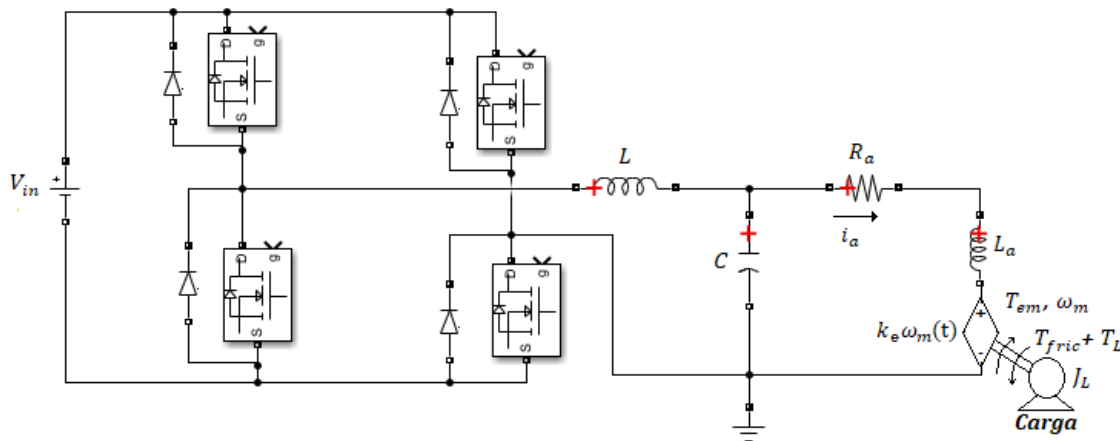 D
g
S
D
g
S
V_in
+
L
R_a
i_a
C
L_a
D
g
S
D
g
S
k_e ω_m(t)
+
-
T_em, ω_m
T_fric + T_L
J_L
Carga